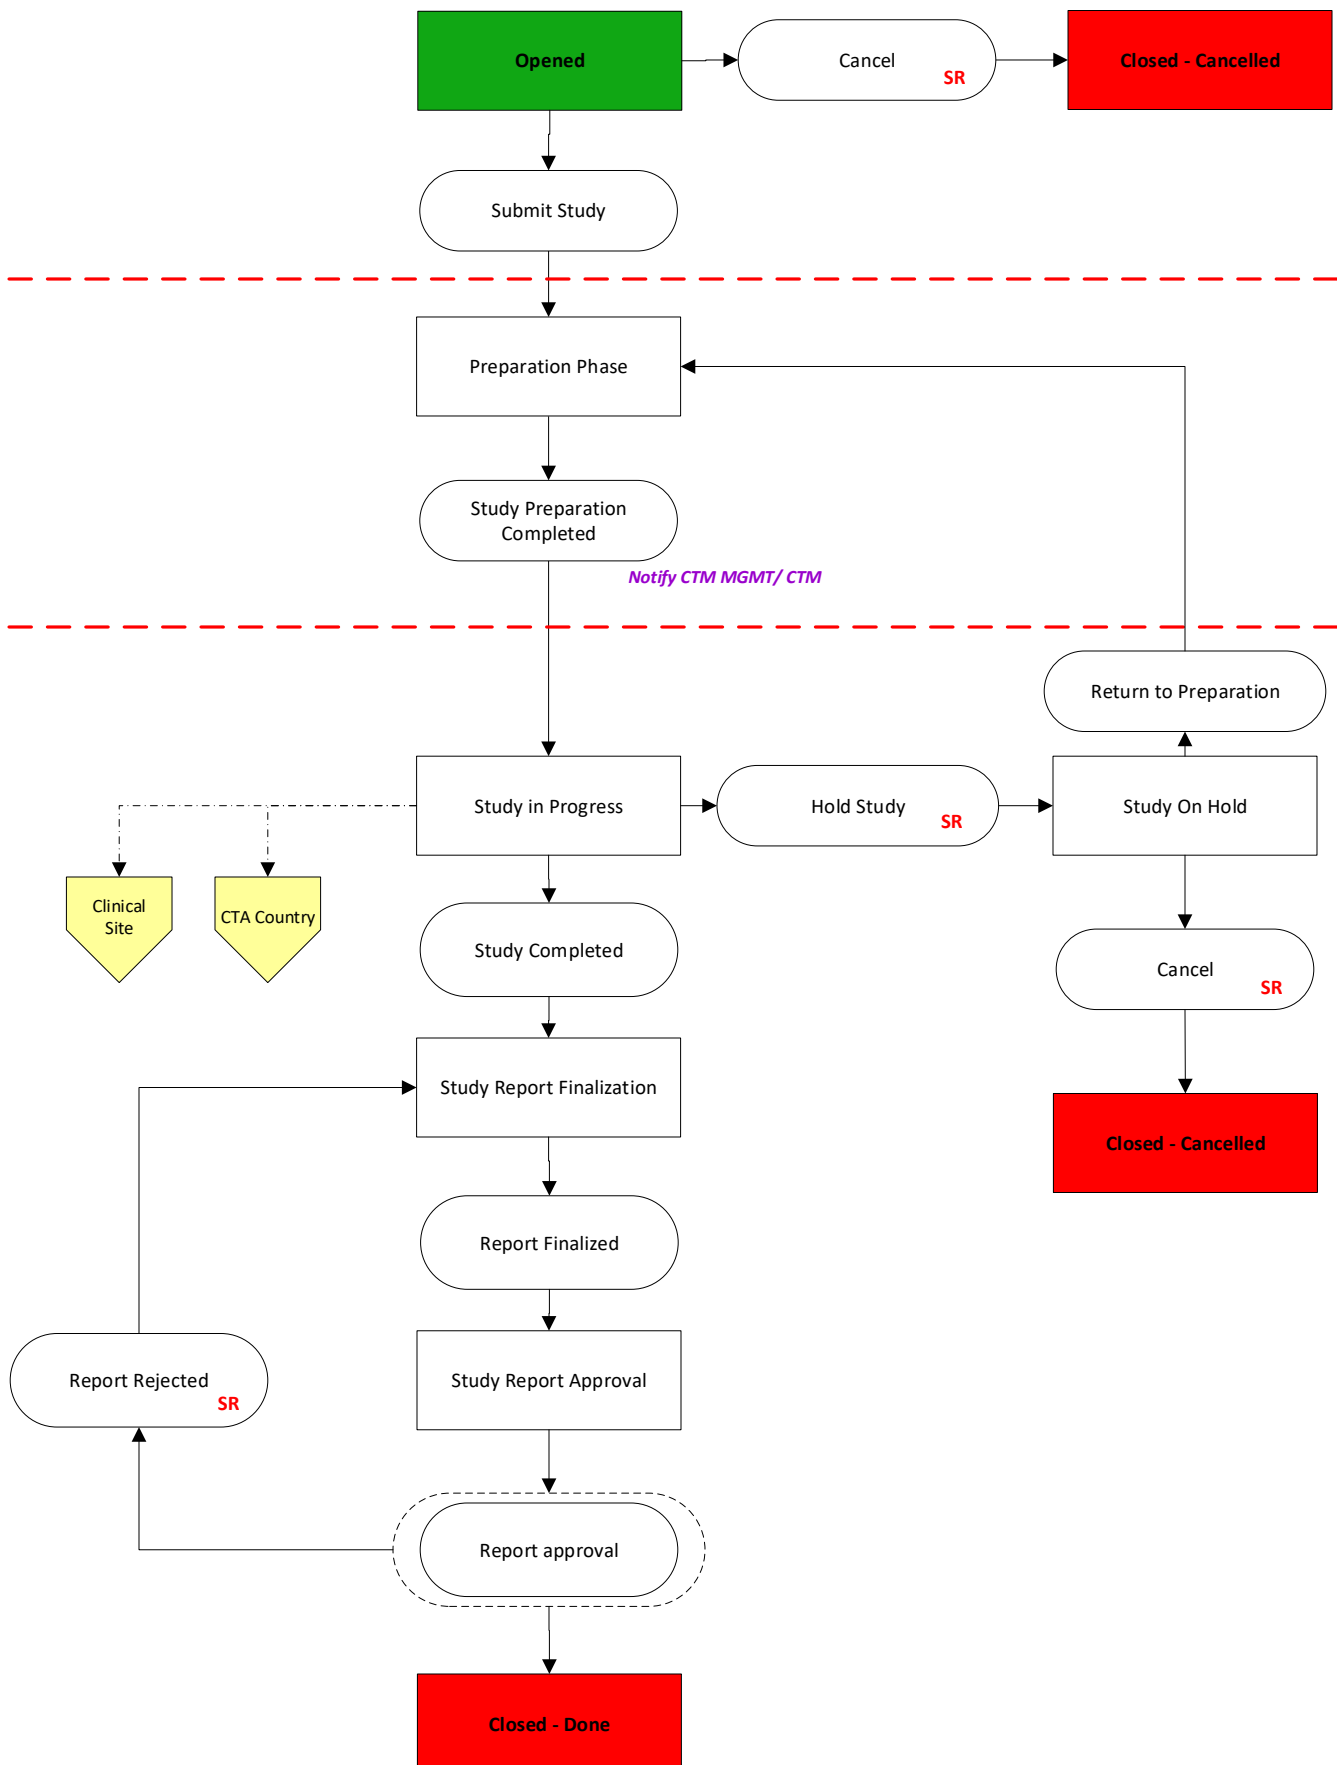 Opened
Cancel
SR
Closed - Cancelled
Submit Study
Preparation Phase
Study Preparation
Completed
Notify CTM MGMT/ CTM
Return to Preparation
Study in Progress
Hold Study
SR
Study On Hold
Clinical
Site
CTA Country
Study Completed
Cancel
SR
Study Report Finalization
Closed - Cancelled
Report Finalized
Report Rejected
SR
Study Report Approval
Report approval
Closed - Done